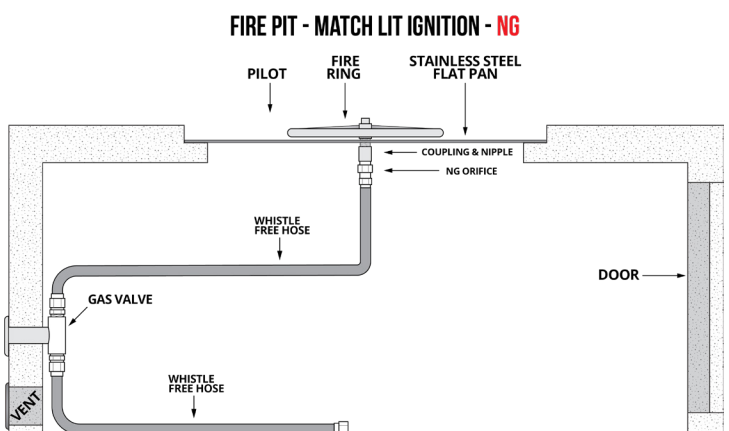 FIRE PIT - MATCH LIT IGNITION - NG
PILOT
FIRE
RING
STAINLESS STEEL
FLAT PAN
COUPLING & NIPPLE
NG ORIFICE
WHISTLE
FREE HOSE
DOOR
GAS VALVE
WHISTLE
FREE HOSE
VENT